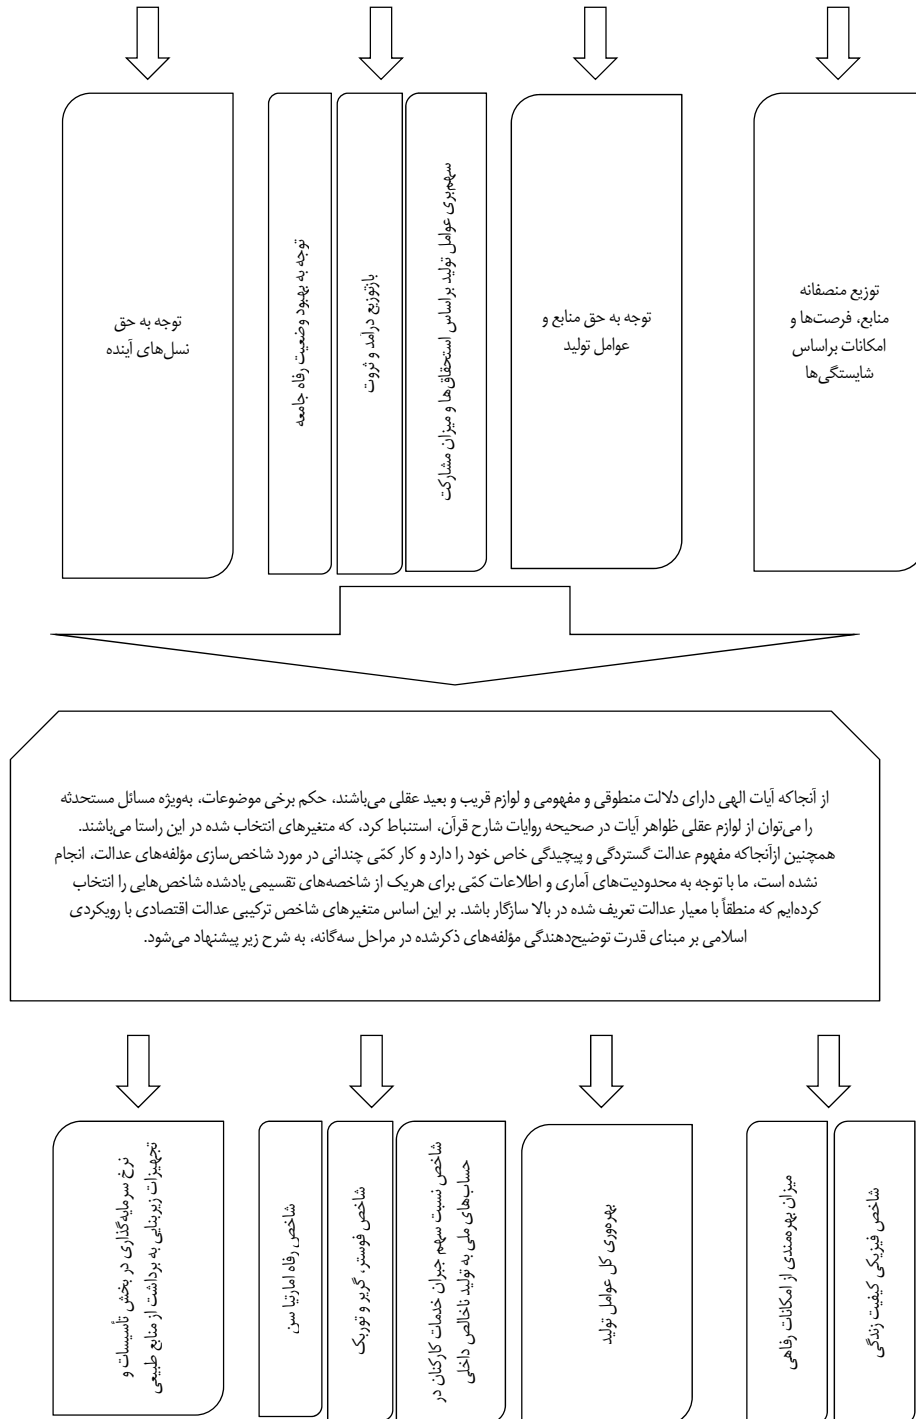 توزیع منصفانه
منابع، فرصت‌ها و
امکانات براساس
شایستگی‌ها
توجه به حق منابع و
عوامل تولید
سهم‌بری عوامل تولید براساس استحقاق‌ها و میزان مشارکت
بازتوزیع درآمد و ثروت
توجه به بهبود وضعیت رفاه جامعه
توجه به حق
نسل‌های آینده
از آنجاکه آیات الهی دارای دلالت منطوقی و مفهومی و لوازم قریب و بعید عقلی می‌باشند، حکم برخی موضوعات، به‌ویژه مسائل مستحدثه
را می‌توان از لوازم عقلی ظواهر آیات در صحیحه روایات شارح قرآن، استنباط کرد، که متغیرهای انتخاب شده در این راستا می‌باشند.
همچنین ازآنجاکه مفهوم عدالت گستردگی و پیچیدگی خاص خود را دارد و کار کمّی چندانی در مورد شاخص‌سازی مؤلفه‌های عدالت، انجام
نشده است، ما با توجه به محدودیت‌های آماری و اطلاعات کمّی برای هریک از شاخصه‌های تقسیمی یادشده شاخص‌هایی را انتخاب
کرده‌ایم که منطقاً با معیار عدالت تعریف شده در بالا سازگار باشد. بر این اساس متغیرهای شاخص ترکیبی عدالت اقتصادی با رویکردی
اسلامی بر مبنای قدرت توضیح‌دهندگی مؤلفه‌های ذکرشده در مراحل سه‌گانه، به شرح زیر پیشنهاد می‌شود.
شاخص فیزیکی کیفیت زندگی
میزان بهره‌مندی از امکانات رفاهی
بهره‌وری کل عوامل تولید
شاخص نسبت سهم جبران خدمات کارکنان در
حساب‌های ملی به تولید ناخالص داخلی
شاخص فوستر، گریر و توربک
شاخص رفاه امارتیا سن
نرخ سرمایه‌گذاری در بخش تأسیسات و
تجهیزات زیربنایی به برداشت از منابع طبیعی